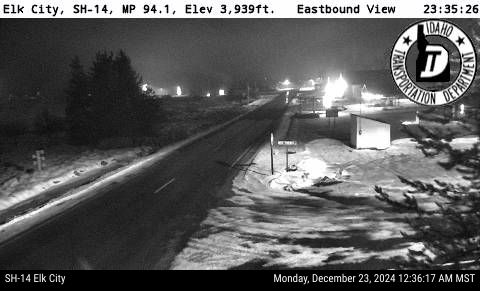 Elk City, SH-14, MP 94.1, Elev 3,939ft. Eastbound View 23:35:26
IDAHO
TRANSPORTATION DEPARTMENT
SH-14 Elk City Monday, December 23, 2024 12:36:17 AM MST